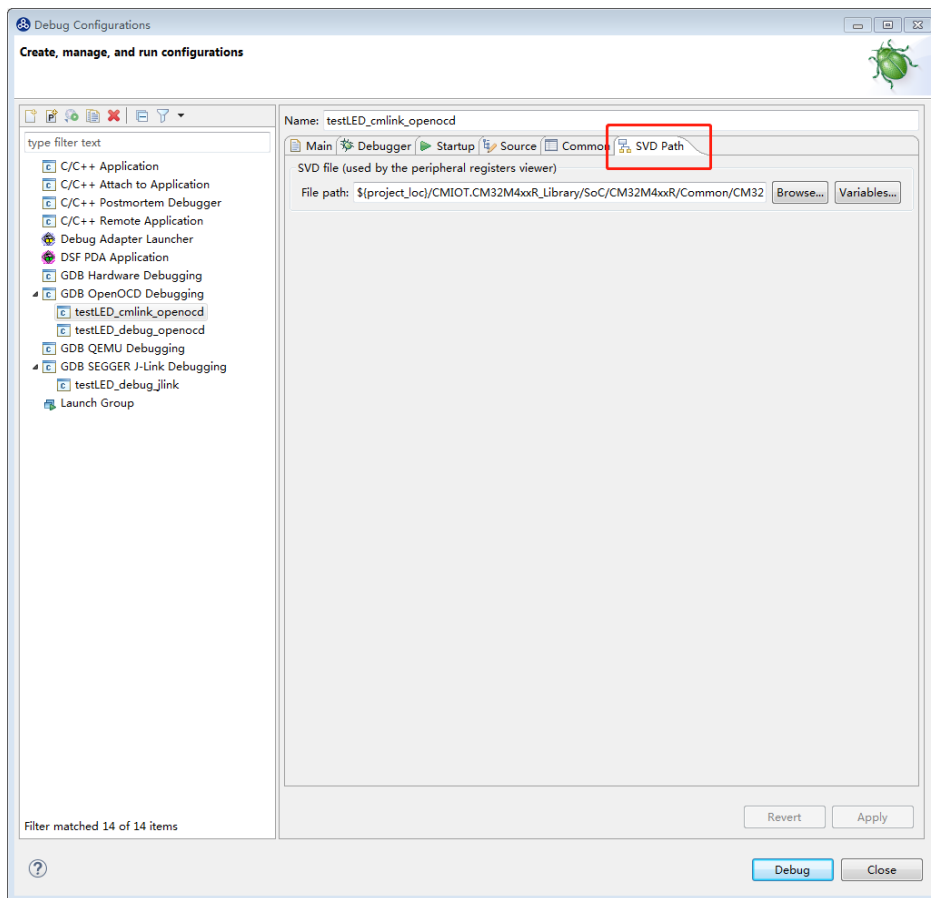 Debug Configurations
Create, manage, and run configurations
type filter text
C/C++ Application
C/C++ Attach to Application
C/C++ Postmortem Debugger
C/C++ Remote Application
Debug Adapter Launcher
DSF PDA Application
GDB Hardware Debugging
GDB OpenOCD Debugging
testLED_cmlink_openocd
testLED_debug_openocd
GDB QEMU Debugging
GDB SEGGER J-Link Debugging
testLED_debug_jlink
Launch Group
Filter matched 14 of 14 items
Name: testLED_cmlink_openocd
Main Debugger Startup Source Common SVD Path
SVD file (used by the peripheral registers viewer)
File path: ${project_loc}/CMIOT.CM32M4xxR_Library/SoC/CM32M4xxR/Common/CM32 Browse... Variables...
Revert Apply
Debug Close